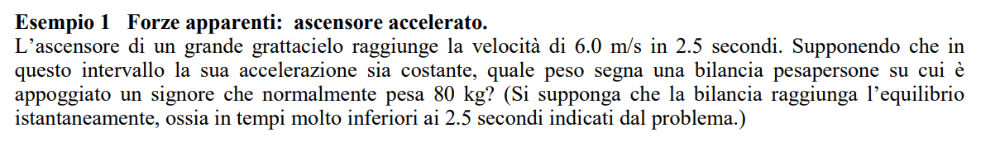 Esempio 1 Forze apparenti: ascensore accelerato.
L'ascensore di un grande grattacielo raggiunge la velocità di 6.0 m/s in 2.5 secondi. Supponendo che in
questo intervallo la sua accelerazione sia costante, quale peso segna una bilancia pesapersone su cui è
appoggiato un signore che normalmente pesa 80 kg? (Si supponga che la bilancia raggiunga l'equilibrio
istantaneamente, ossia in tempi molto inferiori ai 2.5 secondi indicati dal problema.)